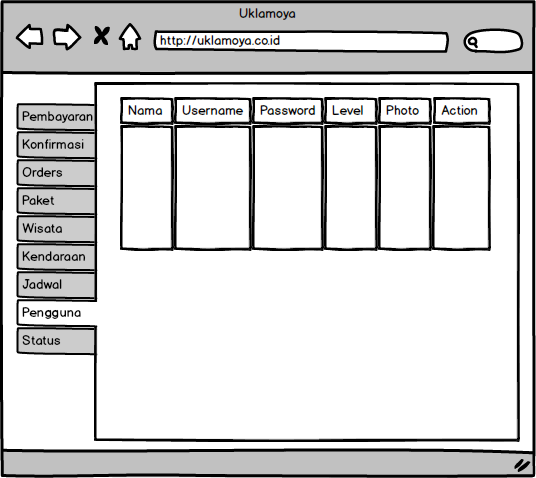 Uklamoya
http://uklamoya.co.id
Nama Username Password Level Photo Action
Pembayaran
Konfirmasi
Orders
Paket
Wisata
Kendaraan
Jadwal
Pengguna
Status